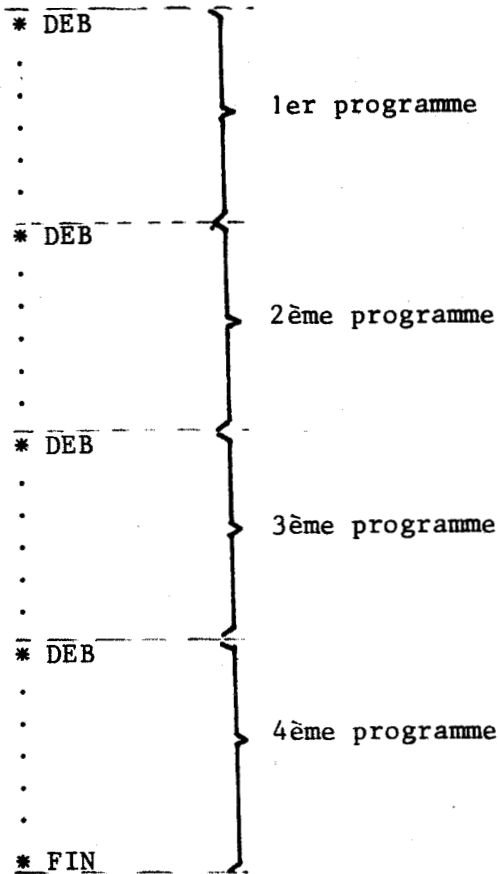 * DEB
.
.
.
.
.
1er programme
* DEB
.
.
.
.
.
2ème programme
* DEB
.
.
.
.
.
3ème programme
* DEB
.
.
.
.
.
4ème programme
* FIN